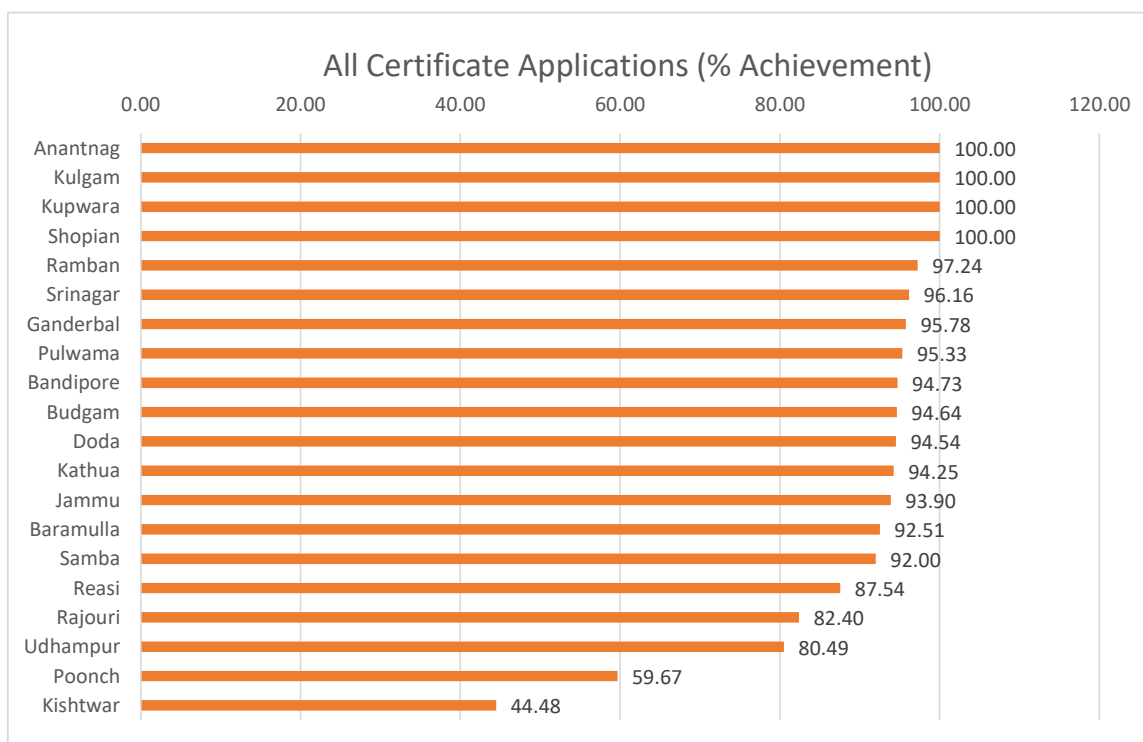 All Certificate Applications (% Achievement)
0.00 20.00 40.00 60.00 80.00 100.00 120.00
Anantnag 100.00
Kulgam 100.00
Kupwara 100.00
Shopian 100.00
Ramban 97.24
Srinagar 96.16
Ganderbal 95.78
Pulwama 95.33
Bandipore 94.73
Budgam 94.64
Doda 94.54
Kathua 94.25
Jammu 93.90
Baramulla 92.51
Samba 92.00
Reasi 87.54
Rajouri 82.40
Udhampur 80.49
Poonch 59.67
Kishtwar 44.48